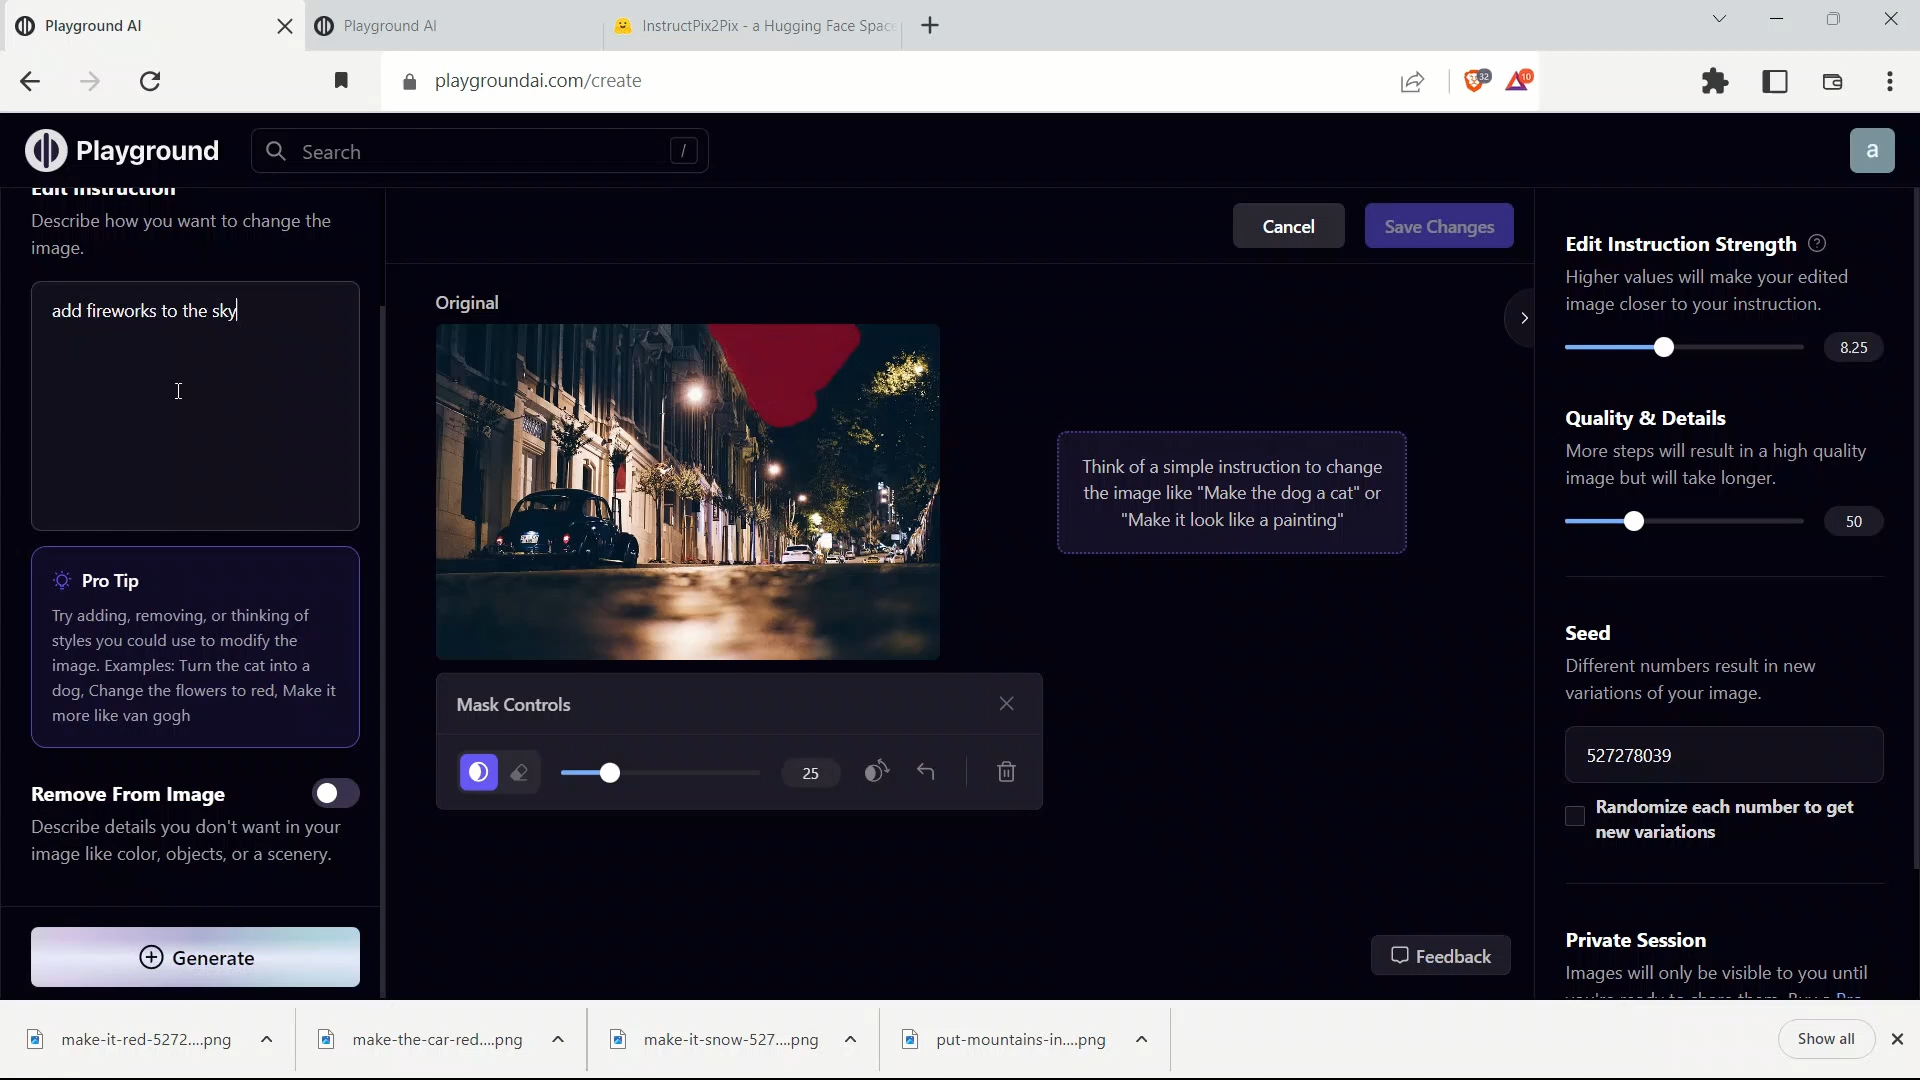 Playground AI
Playground AI
InstructPix2Pix - a Hugging Face Space
playgroundai.com/create
32
10
Playground
Search
/
a
Edit Instruction
Describe how you want to change the
image.
add fireworks to the sky
Pro Tip
Try adding, removing, or thinking of
styles you could use to modify the
image. Examples: Turn the cat into a
dog, Change the flowers to red, Make it
more like van gogh
Remove From Image
Describe details you don't want in your
image like color, objects, or a scenery.
Generate
Cancel
Save Changes
Original
Think of a simple instruction to change
the image like "Make the dog a cat" or
"Make it look like a painting"
Mask Controls
25
Feedback
Edit Instruction Strength
Higher values will make your edited
image closer to your instruction.
8.25
Quality & Details
More steps will result in a high quality
image but will take longer.
50
Seed
Different numbers result in new
variations of your image.
527278039
Randomize each number to get
new variations
Private Session
Images will only be visible to you until
make-it-red-5272....png
make-the-car-red....png
make-it-snow-527....png
put-mountains-in....png
Show all